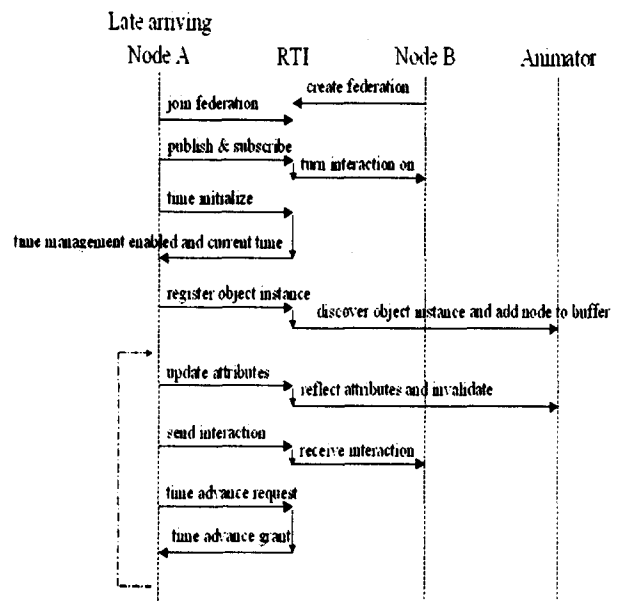 Late arriving
Node A RTI Node B Animator
create federation
join federation
publish & subscribe
turn interaction on
time initialize
time management enabled and current time
register object instance
discover object instance and add node to buffer
update attributes
reflect attributes and invalidate
send interaction
receive interaction
time advance request
time advance grant